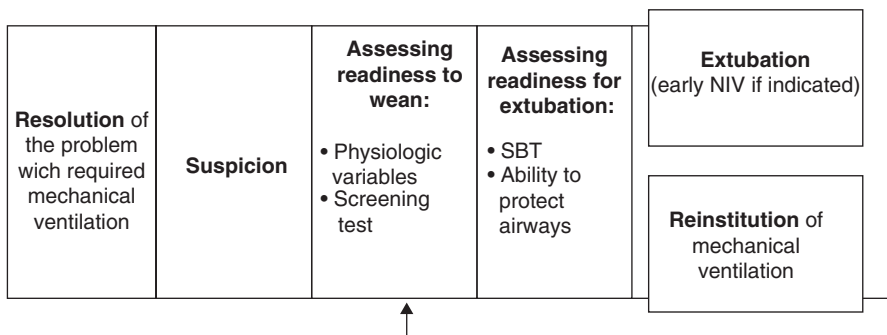 Resolution of
the problem
wich required
mechanical
ventilation
Suspicion
Assessing
readiness to
wean:
• Physiologic
variables
• Screening
test
Assessing
readiness for
extubation:
• SBT
• Ability to
protect
airways
Extubation
(early NIV if indicated)
Reinstitution of
mechanical
ventilation